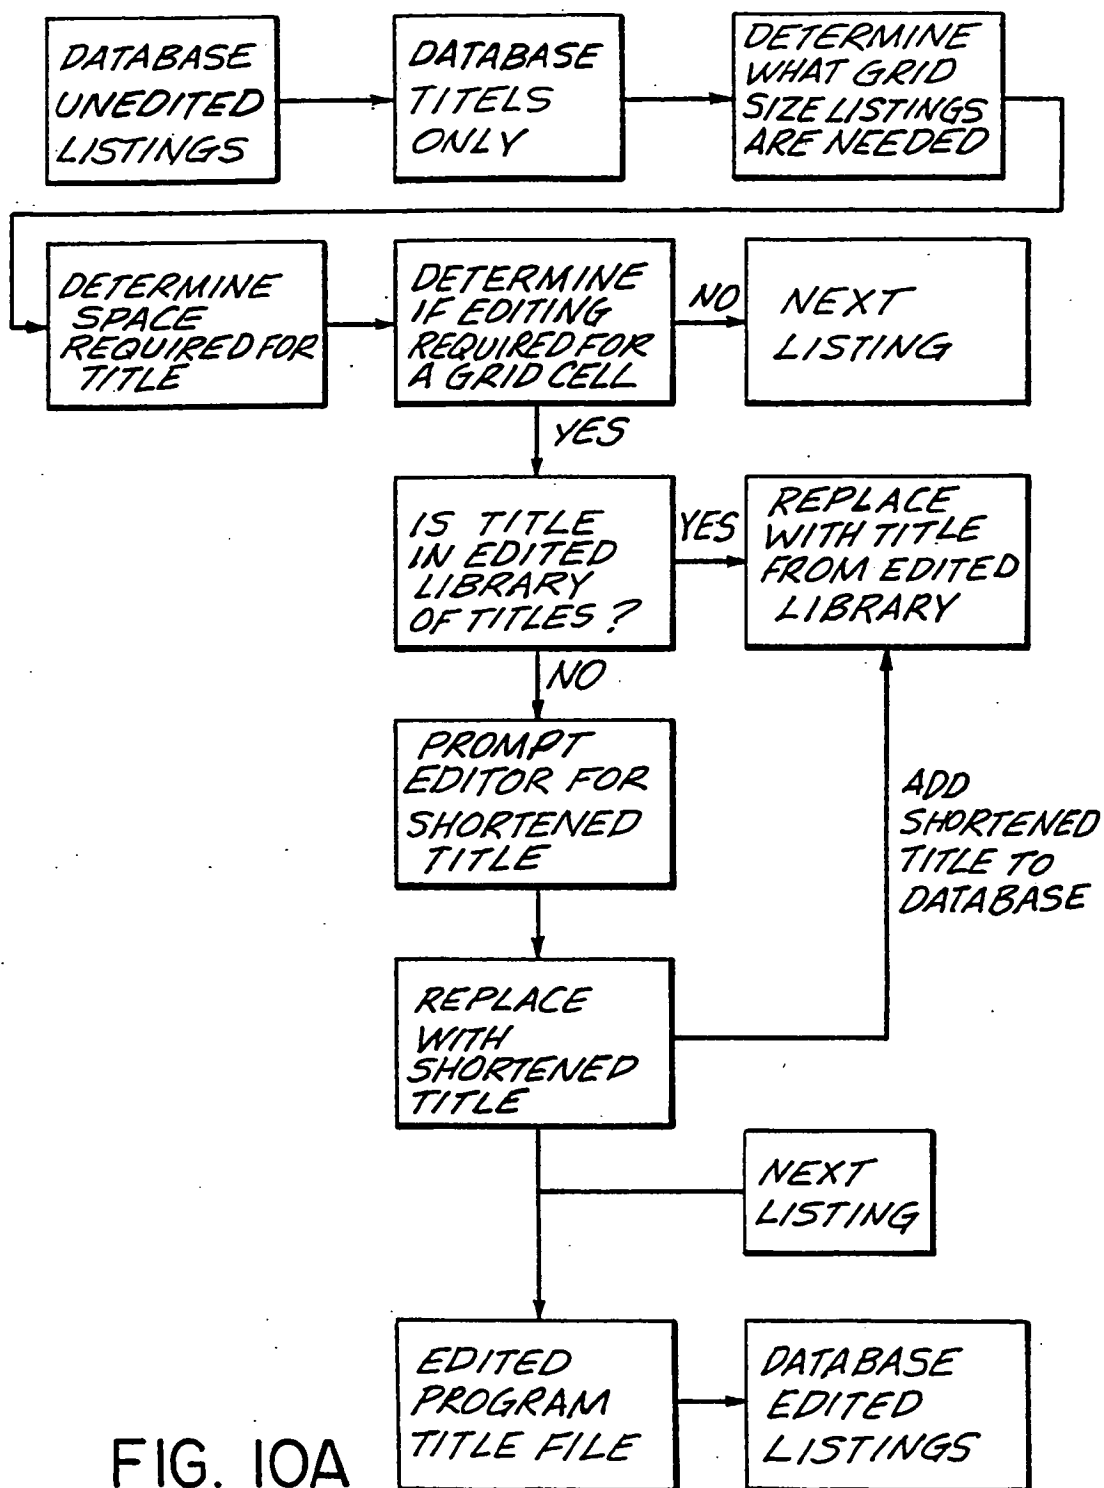 DATABASE
UNEDITED
LISTINGS
DATABASE
TITELS
ONLY
DETERMINE
WHAT GRID
SIZE LISTINGS
ARE NEEDED
DETERMINE
SPACE
REQUIRED FOR
TITLE
DETERMINE
IF EDITING
REQUIRED FOR
A GRID CELL
NO
NEXT
LISTING
YES
IS TITLE
IN EDITED
LIBRARY
OF TITLES ?
YES
REPLACE
WITH TITLE
FROM EDITED
LIBRARY
NO
PROMPT
EDITOR FOR
SHORTENED
TITLE
ADD
SHORTENED
TITLE TO
DATABASE
REPLACE
WITH
SHORTENED
TITLE
NEXT
LISTING
EDITED
PROGRAM
TITLE FILE
DATABASE
EDITED
LISTINGS
FIG. 10A